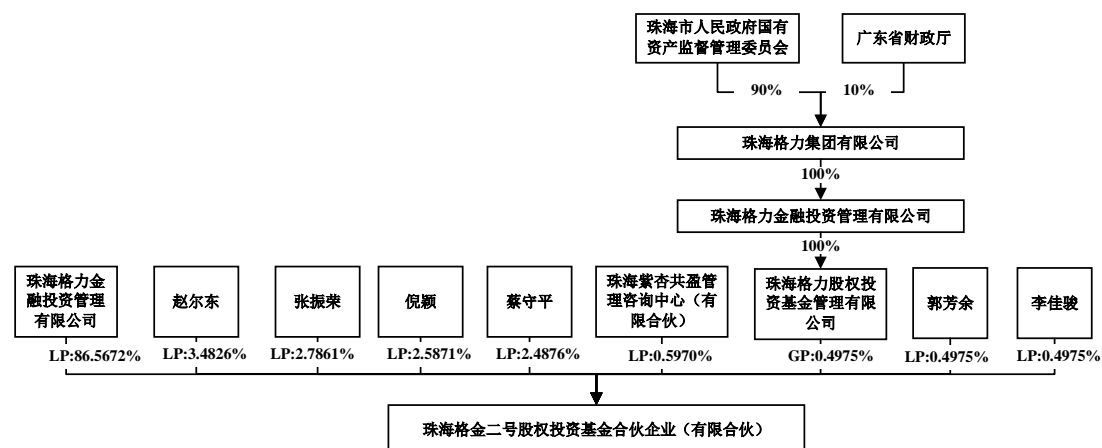 珠海市人民政府国有
资产监督管理委员会
广东省财政厅
90%
10%
珠海格力集团有限公司
100%
珠海格力金融投资管理有限公司
100%
珠海格力金
融投资管理
有限公司
赵尔东
张振荣
倪颖
蔡守平
珠海紫杏共盈管
理咨询中心（有
限合伙）
珠海格力股权投
资基金管理有限
公司
郭芳余
李佳骏
LP:86.5672%
LP:3.4826%
LP:2.7861%
LP:2.5871%
LP:2.4876%
LP:0.5970%
GP:0.4975%
LP:0.4975%
LP:0.4975%
珠海格金二号股权投资基金合伙企业（有限合伙）